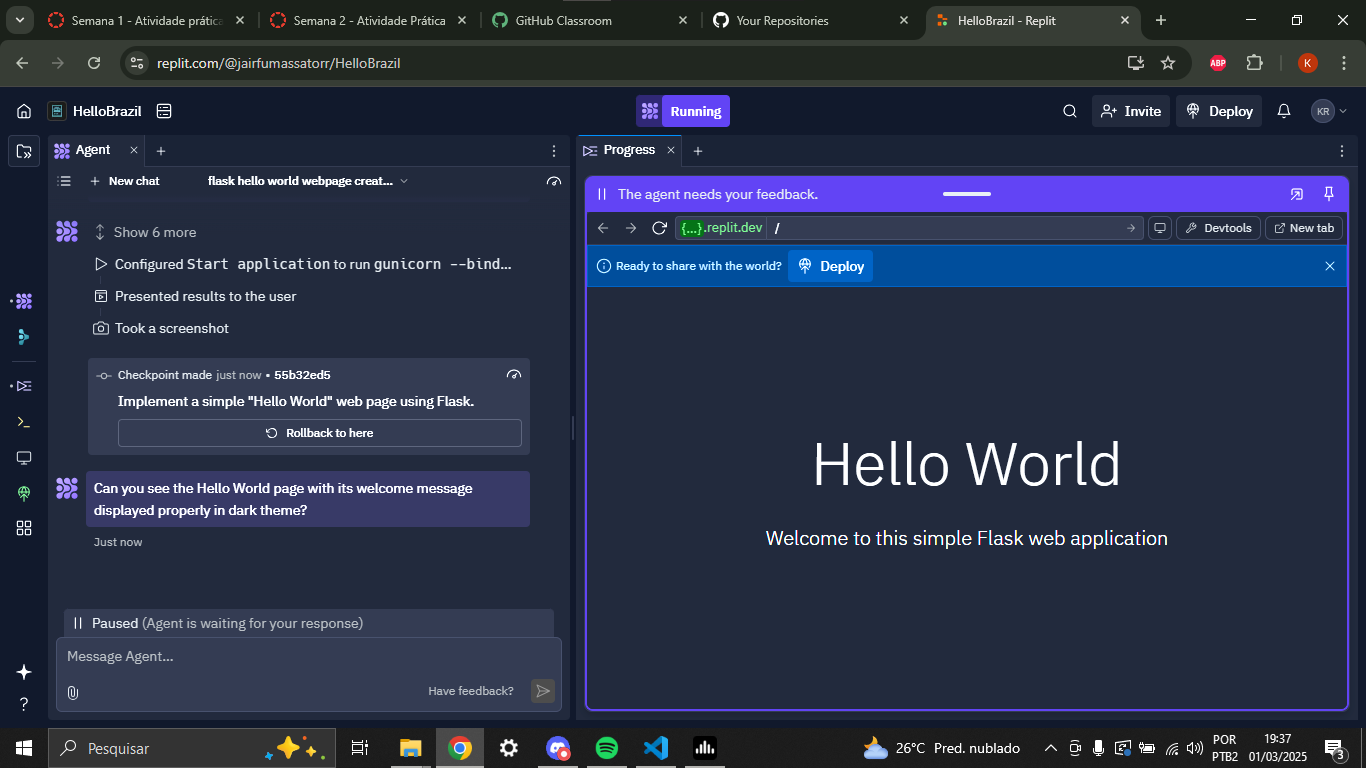 Semana 1 - Atividade prática
Semana 2 - Atividade Prática
GitHub Classroom
Your Repositories
HelloBrazil - Replit
replit.com/@jairfumassatorr/HelloBrazil
ABP
K
HelloBrazil
Running
Invite
Deploy
KR
Agent
New chat
flask hello world webpage creat...
Show 6 more
Configured Start application to run gunicorn --bind...
Presented results to the user
Took a screenshot
Checkpoint made just now • 55b32ed5
Implement a simple "Hello World" web page using Flask.
Rollback to here
Can you see the Hello World page with its welcome message
displayed properly in dark theme?
Just now
Paused (Agent is waiting for your response)
Message Agent...
Have feedback?
Progress
The agent needs your feedback.
{...}.replit.dev /
Devtools
New tab
Ready to share with the world?
Deploy
Hello World
Welcome to this simple Flask web application
Pesquisar
26°C Pred. nublado
POR
PTB2
19:37
01/03/2025
3